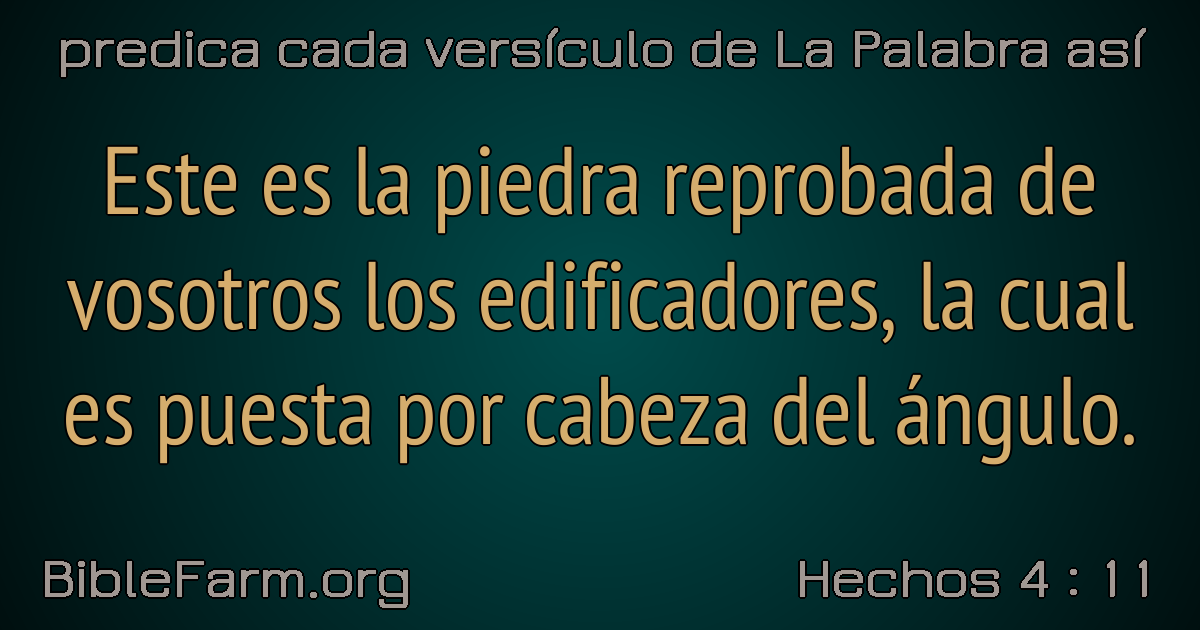 predica cada versículo de La Palabra así
Este es la piedra reprobada de
vosotros los edificadores, la cual
es puesta por cabeza del ángulo.
BibleFarm.org
Hechos 4 : 11